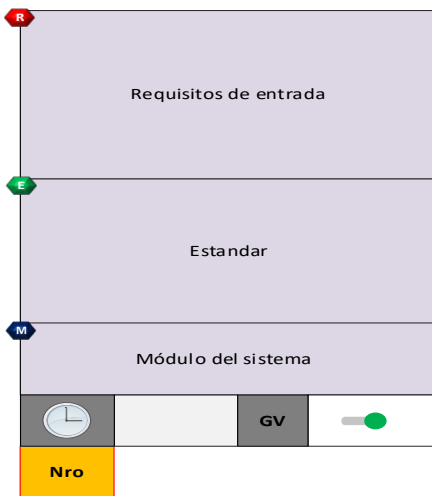 R
Requisitos de entrada
E
Estandar
M
Módulo del sistema
GV
Nro